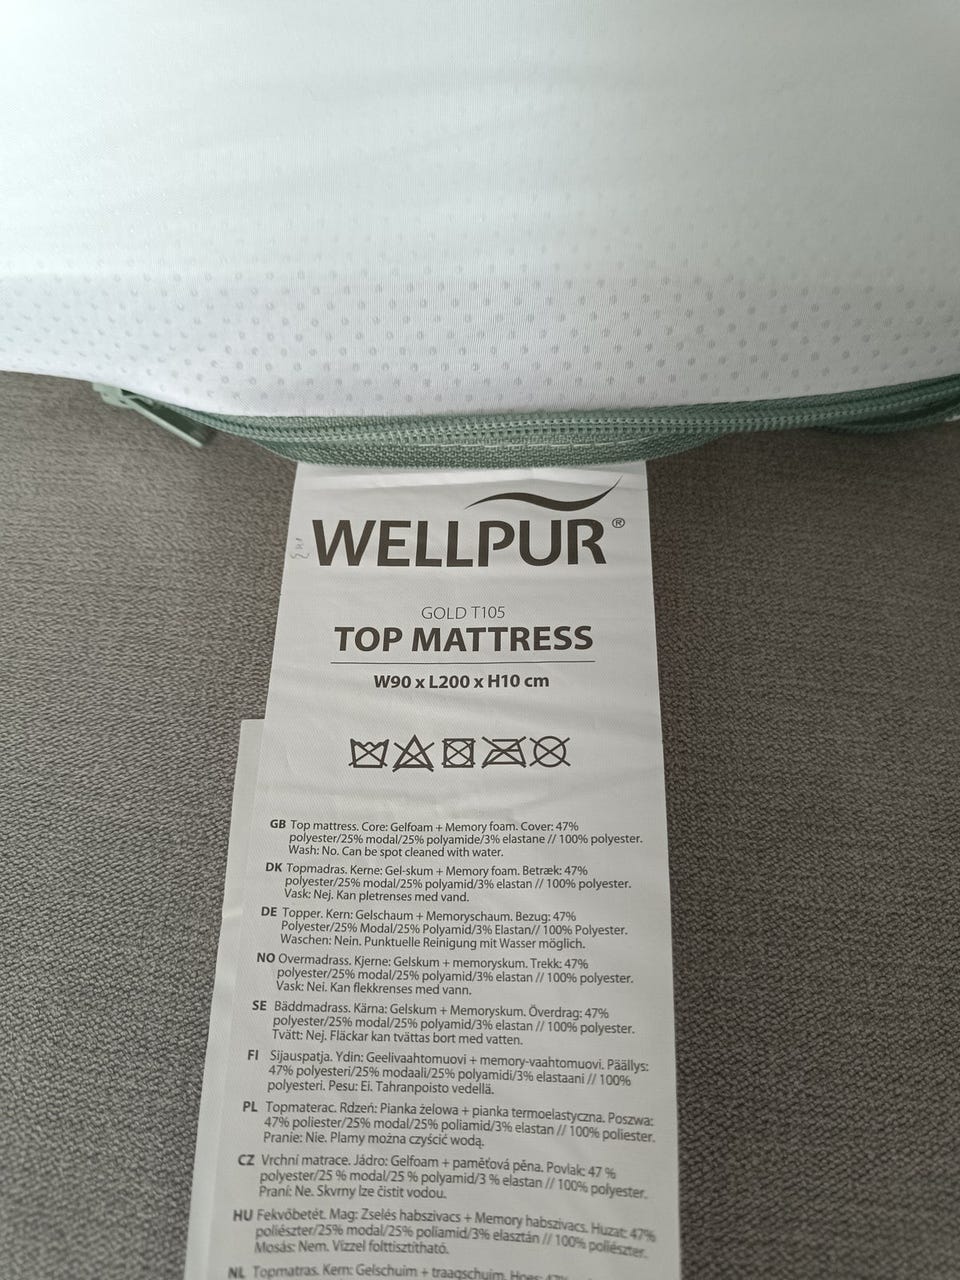 WELLPUR®
GOLD T105
TOP MATTRESS
W90 x L200 x H10 cm
GB Top mattress. Core: Gelfoam + Memory foam. Cover: 47%
polyester/25% modal/25% polyamide/3% elastane // 100% polyester.
Wash: No. Can be spot cleaned with water.
DK Topmadras. Kerne: Gel-skum + Memory foam. Betræk: 47%
polyester/25% modal/25% polyamid/3% elastan // 100% polyester.
Vask: Nej. Kan pletrenses med vand.
DE Topper. Kern: Gelschaum + Memoryschaum. Bezug: 47%
Polyester/25% Modal/25% Polyamid/3% Elastan// 100% Polyester.
Waschen: Nein. Punktuelle Reinigung mit Wasser möglich.
NO Overmadrass. Kjerne: Gelskum + memoryskum. Trekk: 47%
polyester/25% modal/25% polyamid/3% elastan // 100% polyester.
Vask: Nei. Kan flekkrenses med vann.
SE Bäddmadrass. Kärna: Gelskum + Memoryskum. Överdrag: 47%
polyester/25% modal/25% polyamid/3% elastan // 100% polyester.
Tvätt: Nej. Fläckar kan tvättas bort med vatten.
FI Sijauspatja. Ydin: Geelivaahtomuovi + memory-vaahtomuovi. Päällys:
47% polyesteri/25% modaali/25% polyamidi/3% elastaani // 100%
polyesteri. Pesu: Ei. Tahranpoisto vedellä.
PL Topmaterac. Rdzeń: Pianka żelowa + pianka termoelastyczna. Poszwa:
47% poliester/25% modal/25% poliamid/3% elastan // 100% poliester.
Pranie: Nie. Plamy można czyścić wodą.
CZ Vrchní matrace. Jádro: Gelfoam + paměťová pěna. Povlak: 47 %
polyester/25 % modal/25 % polyamid/3 % elastan // 100% polyester.
Praní: Ne. Skvrny lze čistit vodou.
HU Fekvőbetét. Mag: Zselés habszivacs + Memory habszivacs. Huzat: 47%
poliészter/25% modal/25% poliamid/3% elasztán // 100% poliészter.
Mosás: Nem. Vízzel folttisztítható.
NL Topmatras. Kern: Gelschuim + traagschuim. Hoes: 47%